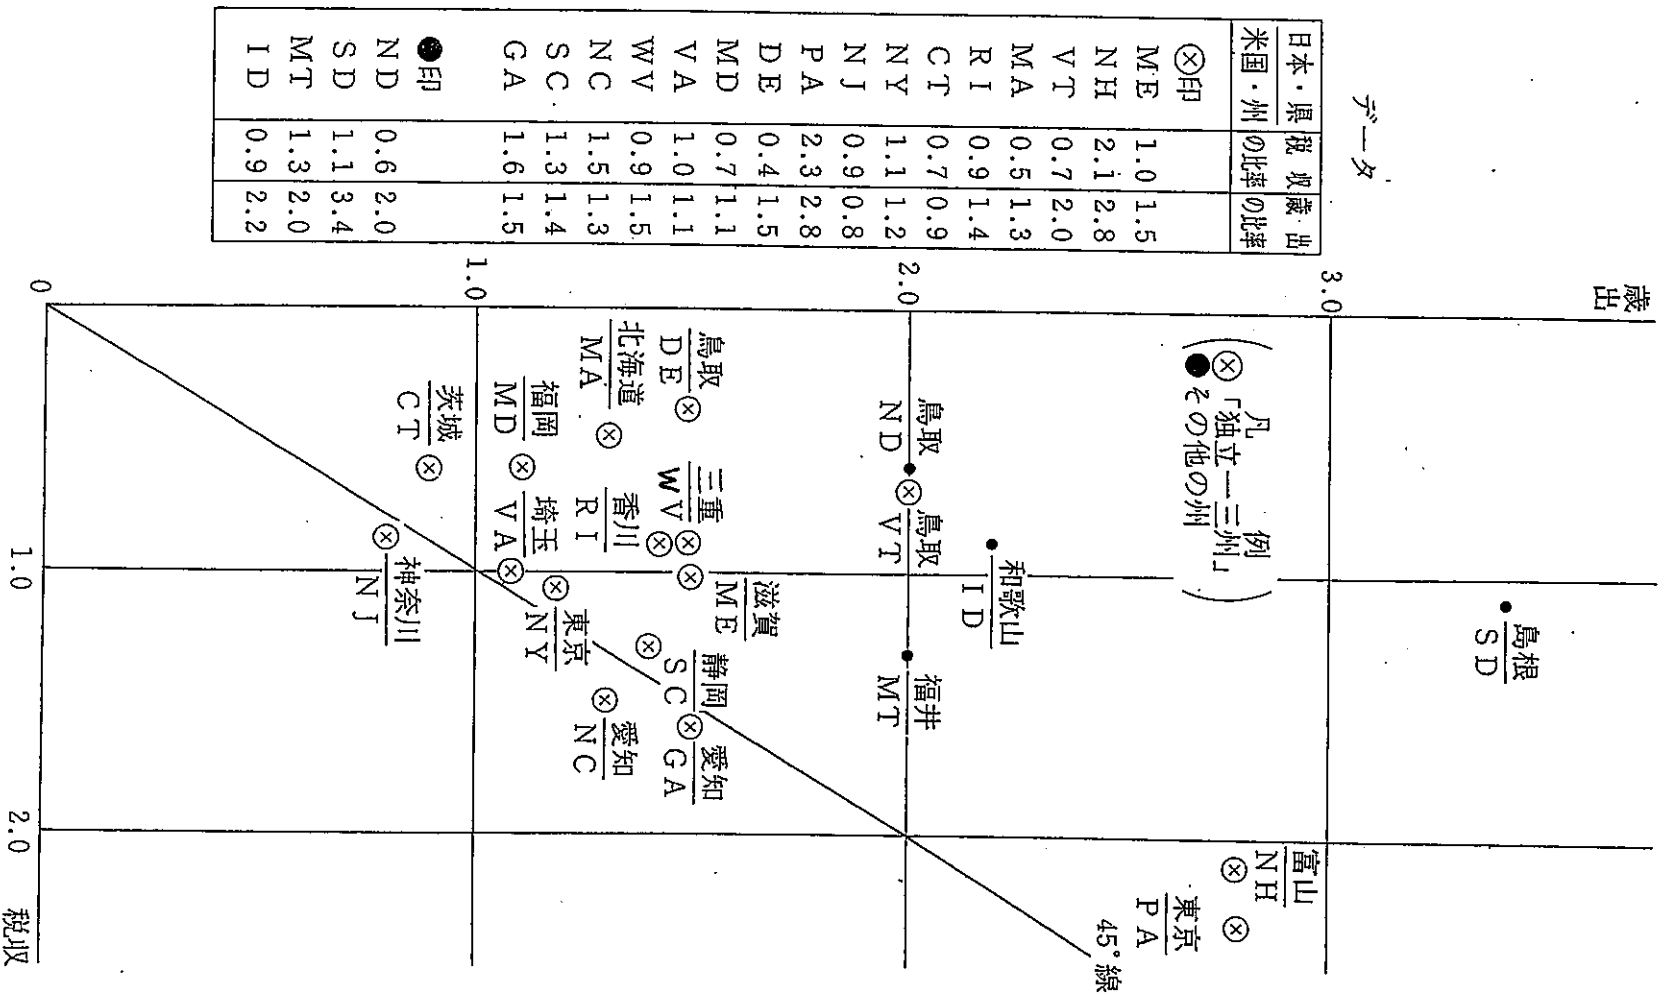 データ
日本・県 税収 歳出
米国・州 の比率 の比率
⊗印
ME 1.0 1.5
NH 2.1 2.8
VT 0.7 2.0
MA 0.5 1.3
RI 0.9 1.4
CT 0.7 0.9
NY 1.1 1.2
NJ 0.9 0.8
PA 2.3 2.8
DE 0.4 1.5
MD 0.7 1.1
VA 1.0 1.1
WV 0.9 1.5
NC 1.5 1.3
SC 1.3 1.4
GA 1.6 1.5
●印
ND 0.6 2.0
SD 1.1 3.4
MT 1.3 2.0
ID 0.9 2.2
歳出
3.0
2.0
1.0
0
1.0
2.0
税収
凡例
⊗「独立一三州」
●その他の州
島根
SD
富山
NH
東京
PA
45°線
和歌山
ID
鳥取
ND
鳥取
VT
福井
MT
鳥取
DE
北海道
MA
三重
WV
滋賀
ME
香川
RI
静岡
SC
愛知
GA
愛知
NC
福岡
MD
埼玉
VA
東京
NY
茨城
CT
神奈川
NJ